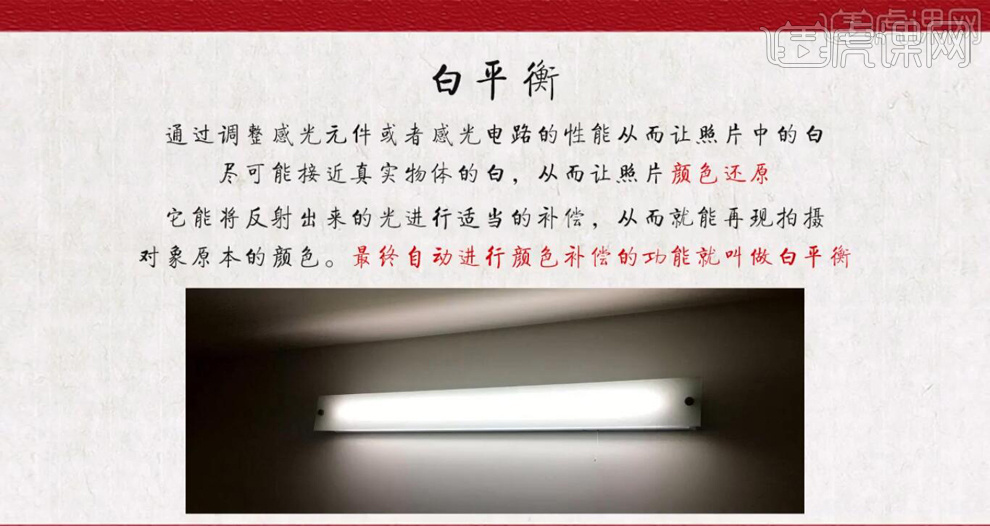 虎课网
白平衡
通过调整感光元件或者感光电路的性能从而让照片中的白
尽可能接近真实物体的白，从而让照片颜色还原
它能将反射出来的光进行适当的补偿，从而就能再现拍摄
对象原本的颜色。最终自动进行颜色补偿的功能就叫做白平衡